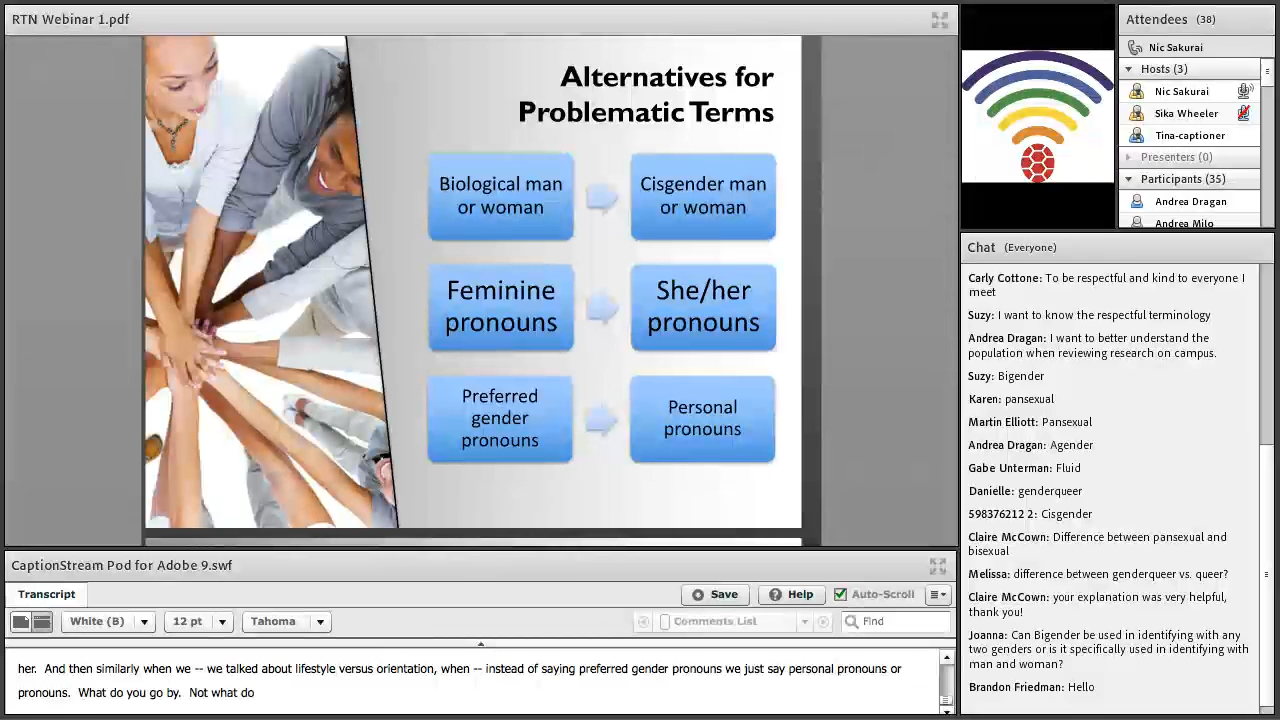 RTN Webinar 1.pdf
Alternatives for
Problematic Terms
Biological man
or woman
Cisgender man
or woman
Feminine
pronouns
She/her
pronouns
Preferred
gender
pronouns
Personal
pronouns
CaptionStream Pod for Adobe 9.swf
Transcript
Save
Help
Auto-Scroll
White (B)
12 pt
Tahoma
Comments List
Find
her.  And then similarly when we -- we talked about lifestyle versus orientation, when -- instead of saying preferred gender pronouns we just say personal pronouns or
pronouns.  What do you go by.  Not what do
Attendees (38)
Nic Sakurai
Hosts (3)
Nic Sakurai
Sika Wheeler
Tina-captioner
Presenters (0)
Participants (35)
Andrea Dragan
Andrea Milo
Chat (Everyone)
Carly Cottone: To be respectful and kind to everyone I
meet
Suzy: I want to know the respectful terminology
Andrea Dragan: I want to better understand the
population when reviewing research on campus.
Suzy: Bigender
Karen: pansexual
Martin Elliott: Pansexual
Andrea Dragan: Agender
Gabe Unterman: Fluid
Danielle: genderqueer
598376212 2: Cisgender
Claire McCown: Difference between pansexual and
bisexual
Melissa: difference between genderqueer vs. queer?
Claire McCown: your explanation was very helpful,
thank you!
Joanna: Can Bigender be used in identifying with any
two genders or is it specifically used in identifying with
man and woman?
Brandon Friedman: Hello